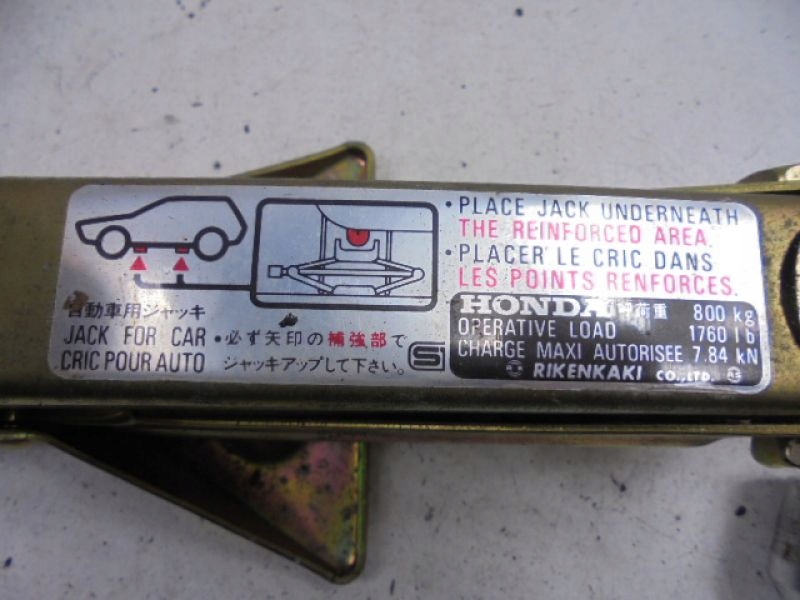 自動車用ジャッキ
JACK FOR CAR
CRIC POUR AUTO
・必ず矢印の補強部で
ジャッキアップして下さい。
・PLACE JACK UNDERNEATH
THE REINFORCED AREA.
・PLACER LE CRIC DANS
LES POINTS RENFORCES.
HONDA 荷重 800 kg
OPERATIVE LOAD 1760 lb
CHARGE MAXI AUTORISEE 7.84 kN
RIKENKAKI CO.,LTD.